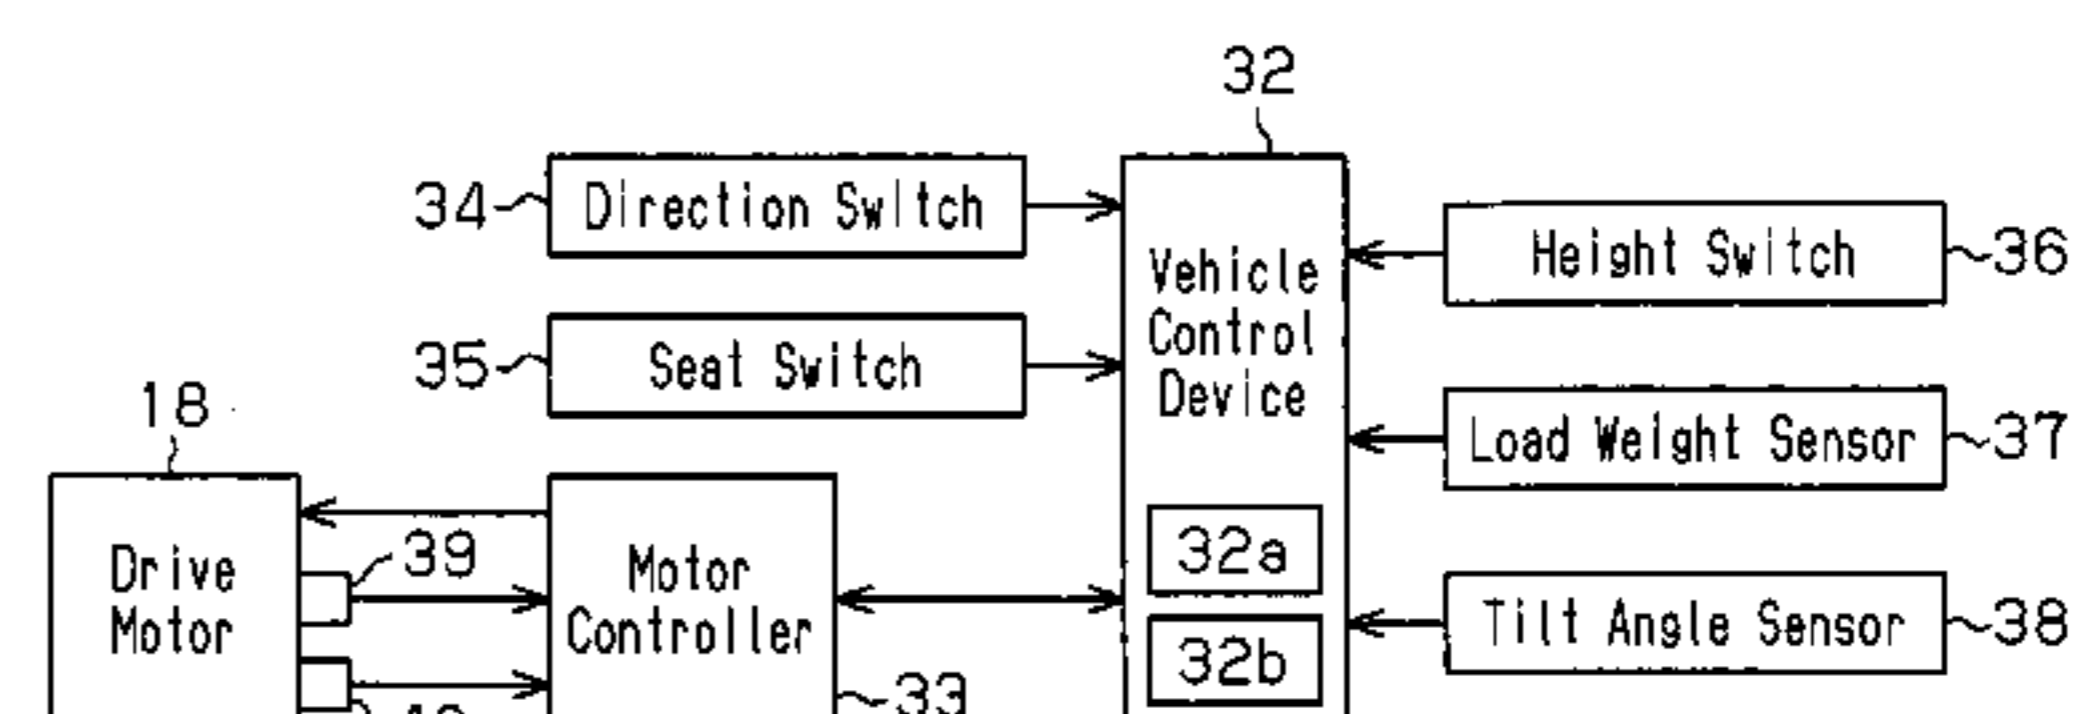 32
34
Direction Switch
Height Switch
36
Vehicle
Control
Device
35
Seat Switch
18
Load Weight Sensor
37
39
32a
Drive
Motor
Motor
Controller
Tilt Angle Sensor
38
32b
33